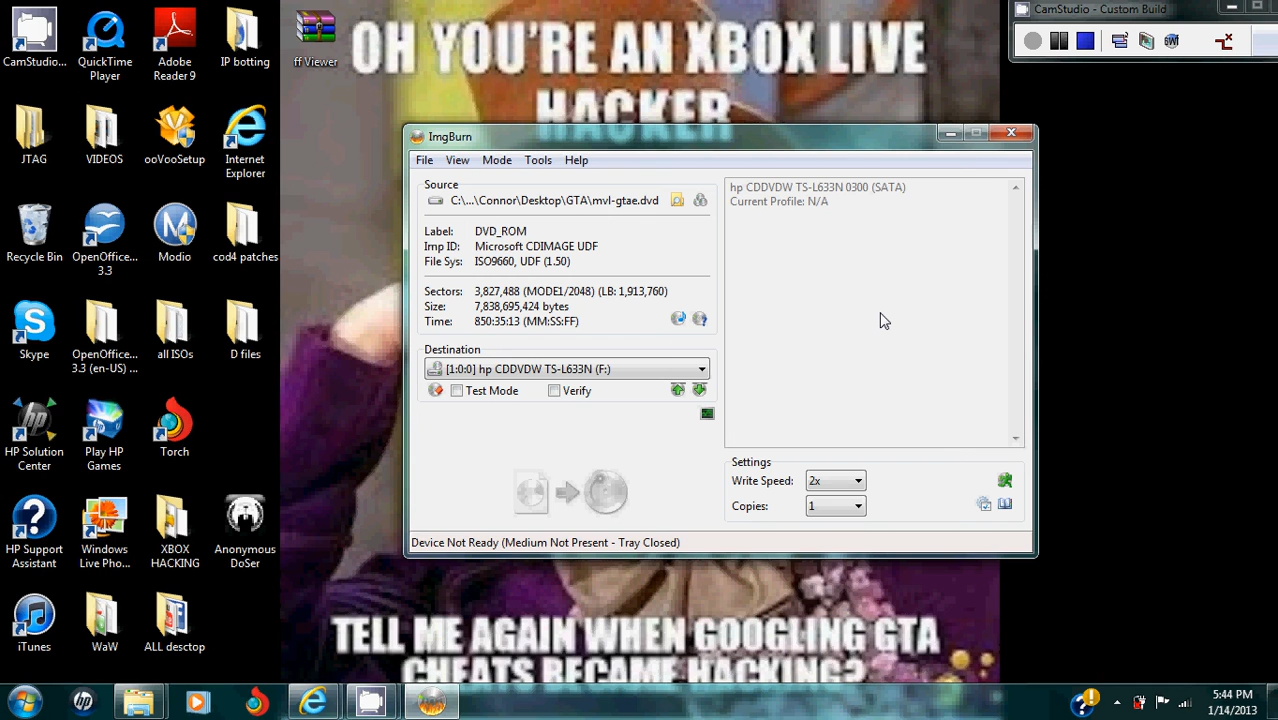 CamStudio...
QuickTime
Player
Adobe
Reader 9
IP botting
ff Viewer
JTAG
VIDEOS
ooVooSetup
Internet
Explorer
Recycle Bin
OpenOffice...
3.3
Modio
cod4 patches
Skype
OpenOffice...
3.3 (en-US) ...
all ISOs
D files
HP Solution
Center
Play HP
Games
Torch
HP Support
Assistant
Windows
Live Pho...
XBOX
HACKING
Anonymous
DoSer
iTunes
WaW
ALL desctop
OH YOU'RE AN XBOX LIVE
HACKER
TELL ME AGAIN WHEN GOOGLING GTA
CHEATS BECAME HACKING?
CamStudio - Custom Build
ImgBurn
File View Mode Tools Help
Source
C:\...\Connor\Desktop\GTA\mvl-gtae.dvd
Label: DVD_ROM
Imp ID: Microsoft CDIMAGE UDF
File Sys: ISO9660, UDF (1.50)
Sectors: 3,827,488 (MODE1/2048) (LB: 1,913,760)
Size: 7,838,695,424 bytes
Time: 850:35:13 (MM:SS:FF)
Destination
[1:0:0] hp CDDVDW TS-L633N (F:)
Test Mode Verify
hp CDDVDW TS-L633N 0300 (SATA)
Current Profile: N/A
Settings
Write Speed: 2x
Copies: 1
Device Not Ready (Medium Not Present - Tray Closed)
5:44 PM
1/14/2013